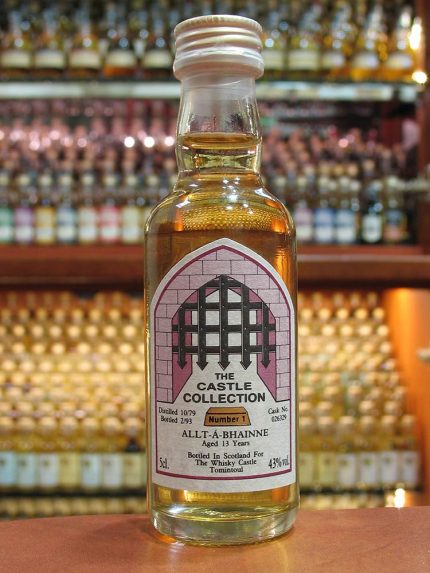 THE
CASTLE
COLLECTION
Distilled 10/79
Bottled 2/93
Number 1
Cask No.
026329
ALLT-Á-BHAINNE
Aged 13 Years
Bottled In Scotland For
The Whisky Castle
Tomintoul
5cl.
43%vol.